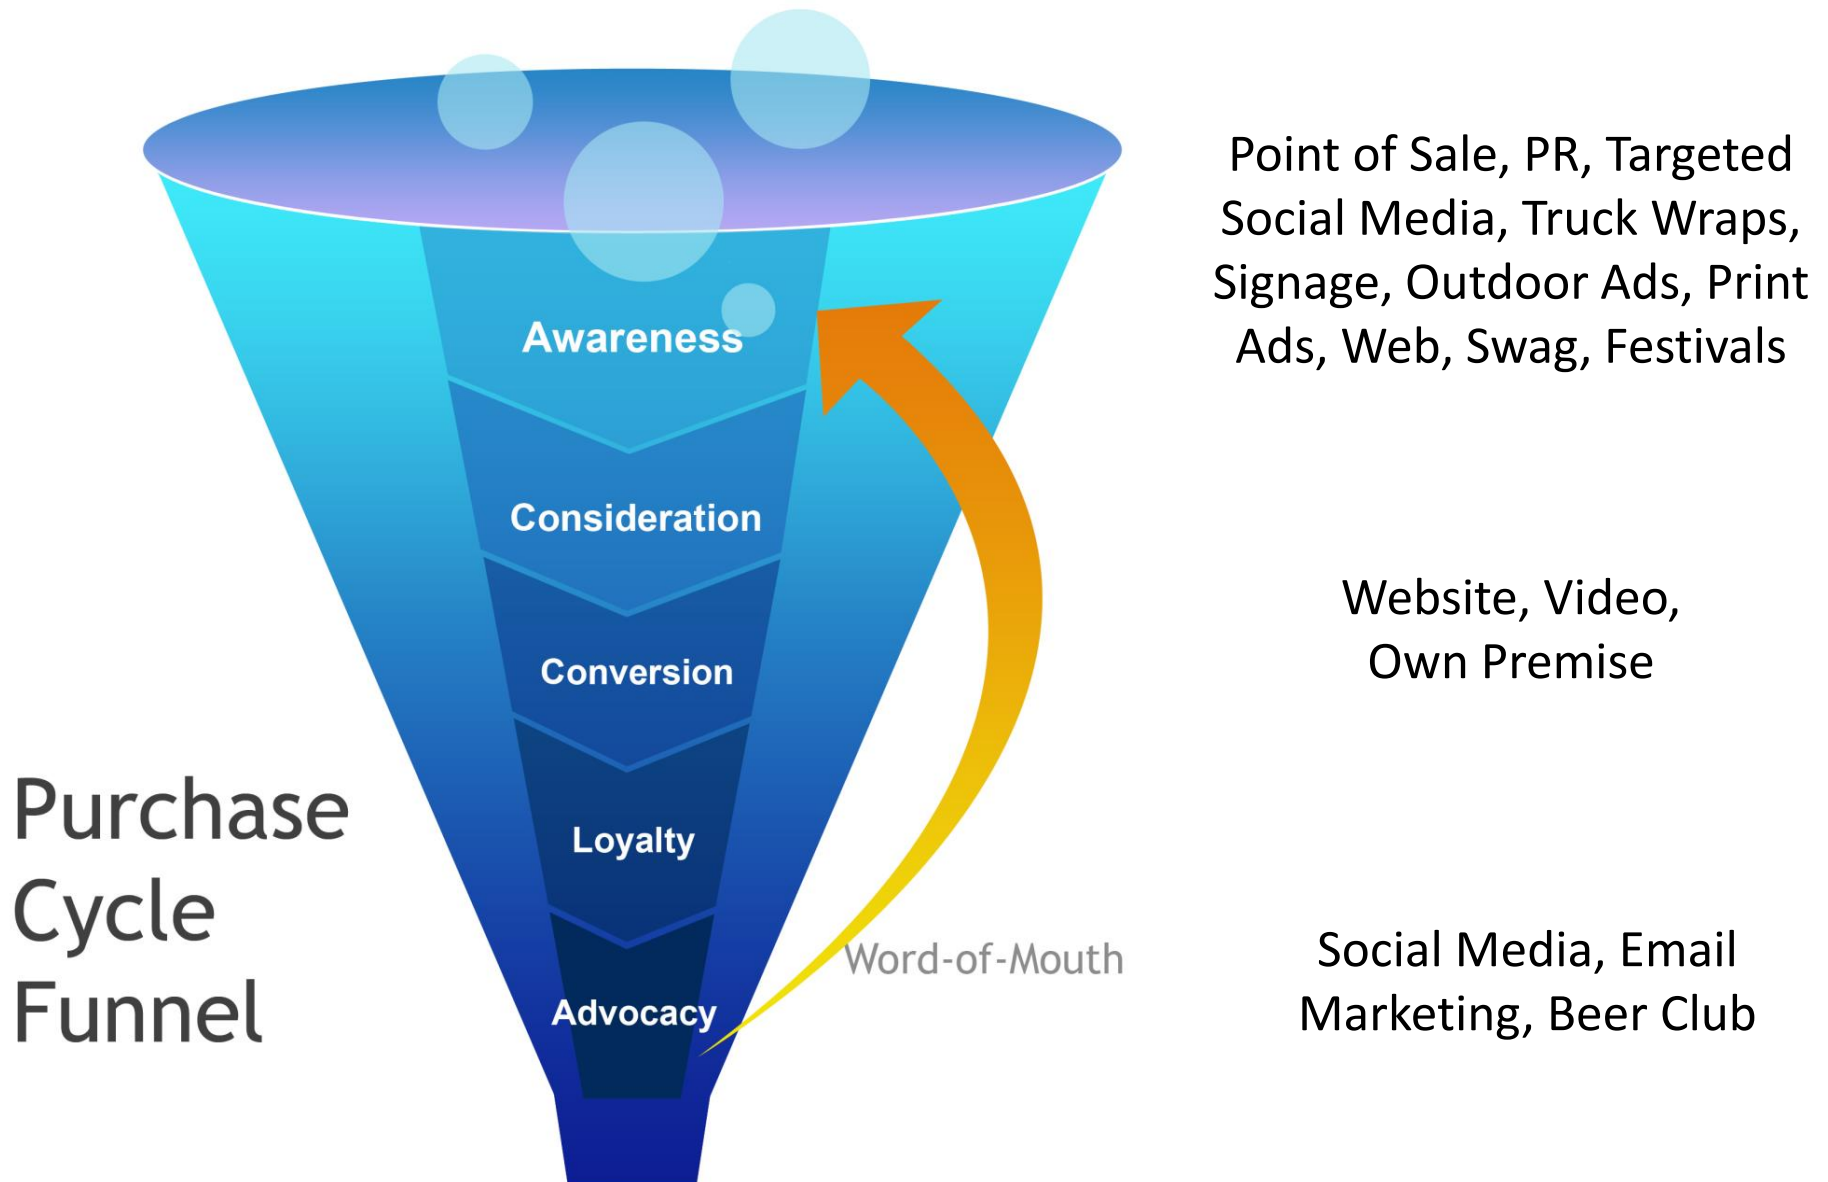 Point of Sale, PR, Targeted
Social Media, Truck Wraps,
Signage, Outdoor Ads, Print
Ads, Web, Swag, Festivals
Awareness
Consideration
Website, Video,
Own Premise
Conversion
Purchase
Cycle
Funnel
Loyalty
Word-of-Mouth
Social Media, Email
Marketing, Beer Club
Advocacy